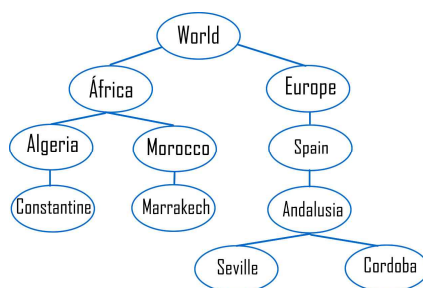 World
África
Europe
Algeria
Morocco
Spain
Constantine
Marrakech
Andalusia
Seville
Cordoba